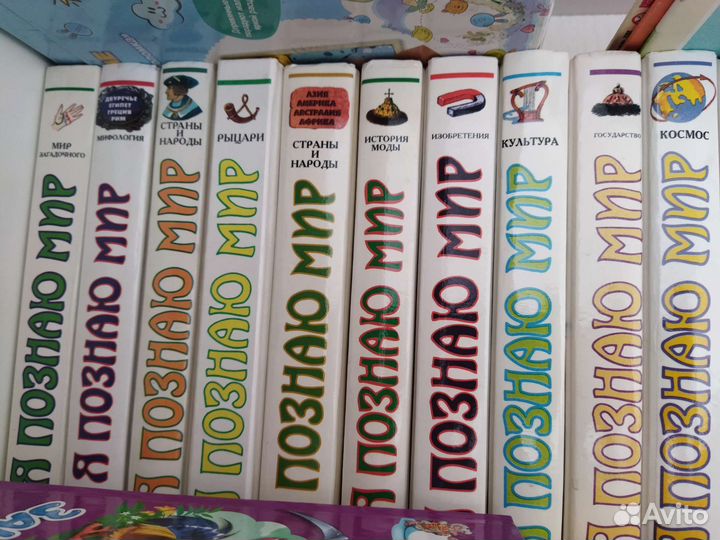 МИР
ЗАГАДОЧНОГО
Я ПОЗНАЮ МИР
ДВУРЕЧЬЕ
ЕГИПЕТ
ГРЕЦИЯ
РИМ
МИФОЛОГИЯ
Я ПОЗНАЮ МИР
СТРАНЫ
И
НАРОДЫ
Я ПОЗНАЮ МИР
РЫЦАРИ
Я ПОЗНАЮ МИР
АЗИЯ
АМЕРИКА
АВСТРАЛИЯ
АФРИКА
СТРАНЫ
И
НАРОДЫ
ПОЗНАЮ МИР
ИСТОРИЯ
МОДЫ
Я ПОЗНАЮ МИР
ИЗОБРЕТЕНИЯ
Я ПОЗНАЮ МИР
КУЛЬТУРА
Я ПОЗНАЮ МИР
ГОСУДАРСТВО
Я ПОЗНАЮ МИР
КОСМОС
Я ПОЗНАЮ МИР
Avito